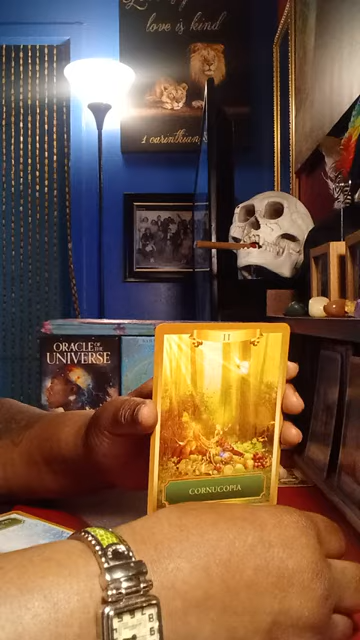 love is kind
1 corinthians
ORACLE OF THE
UNIVERSE
II
CORNUCOPIA